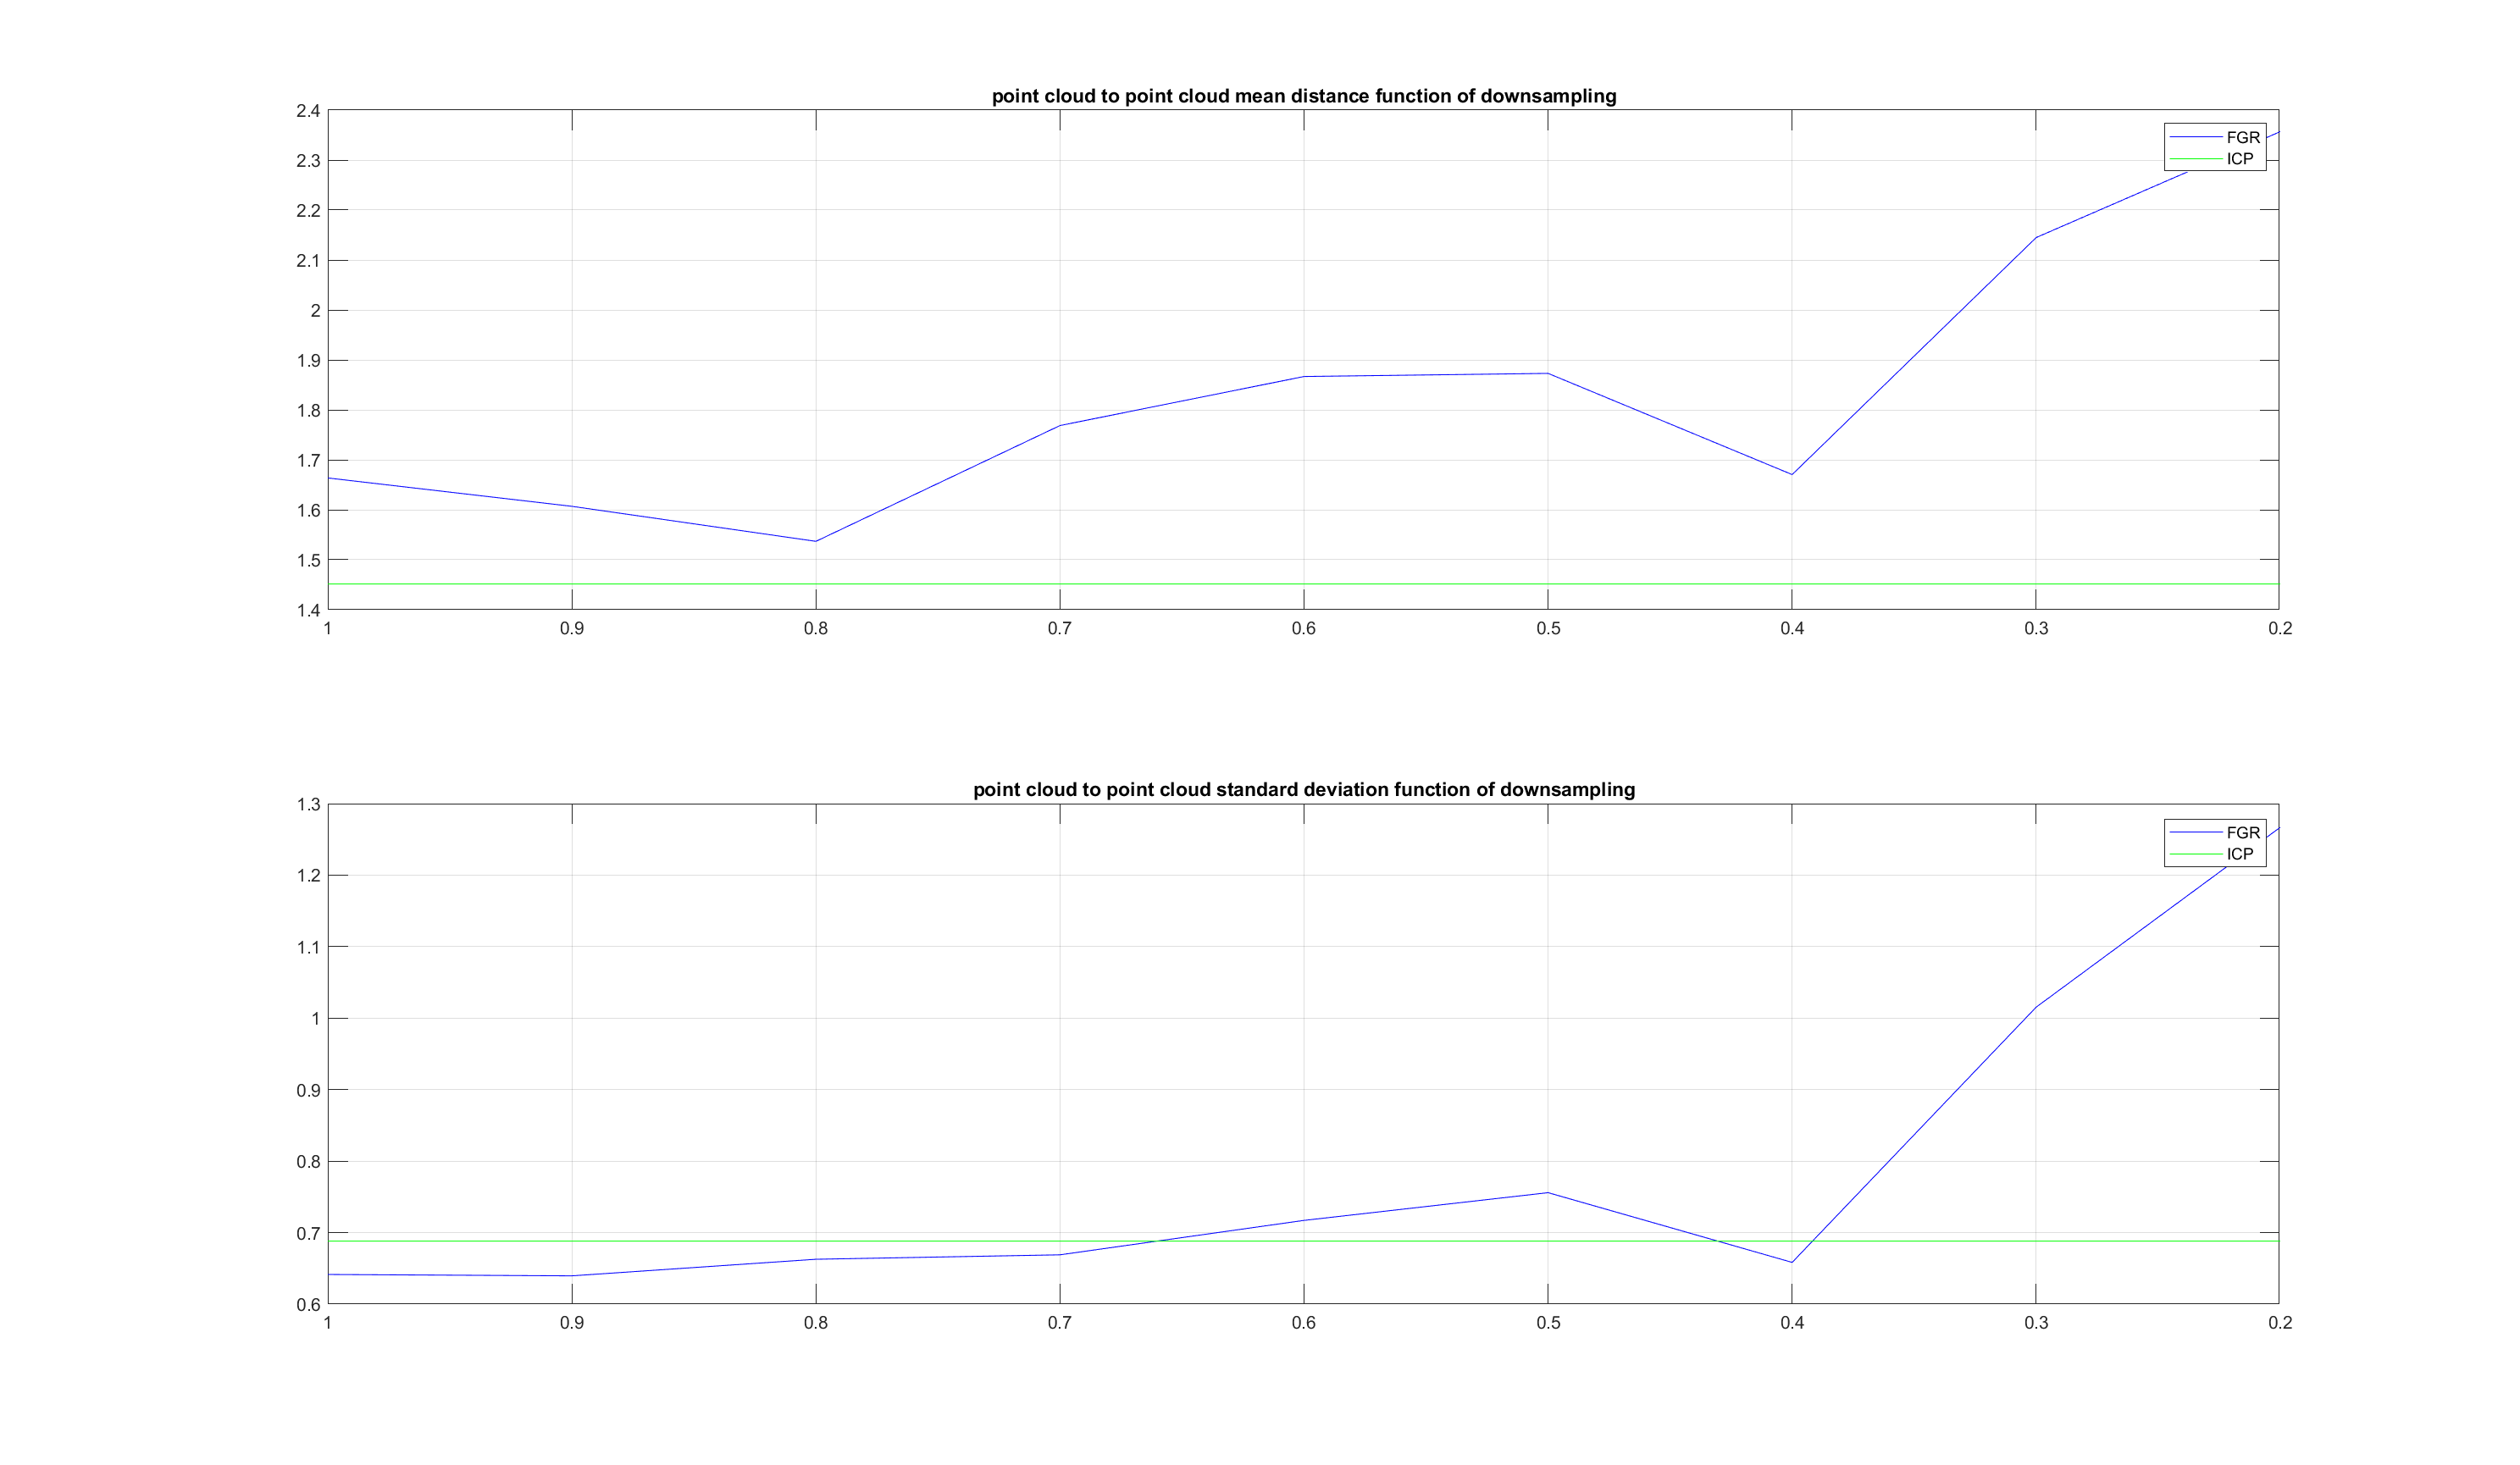 point cloud to point cloud mean distance function of downsampling
2.4
2.3
2.2
2.1
2
1.9
1.8
1.7
1.6
1.5
1.4
FGR
ICP
1 0.9 0.8 0.7 0.6 0.5 0.4 0.3 0.2
point cloud to point cloud standard deviation function of downsampling
1.3
1.2
1.1
1
0.9
0.8
0.7
0.6
FGR
ICP
1 0.9 0.8 0.7 0.6 0.5 0.4 0.3 0.2